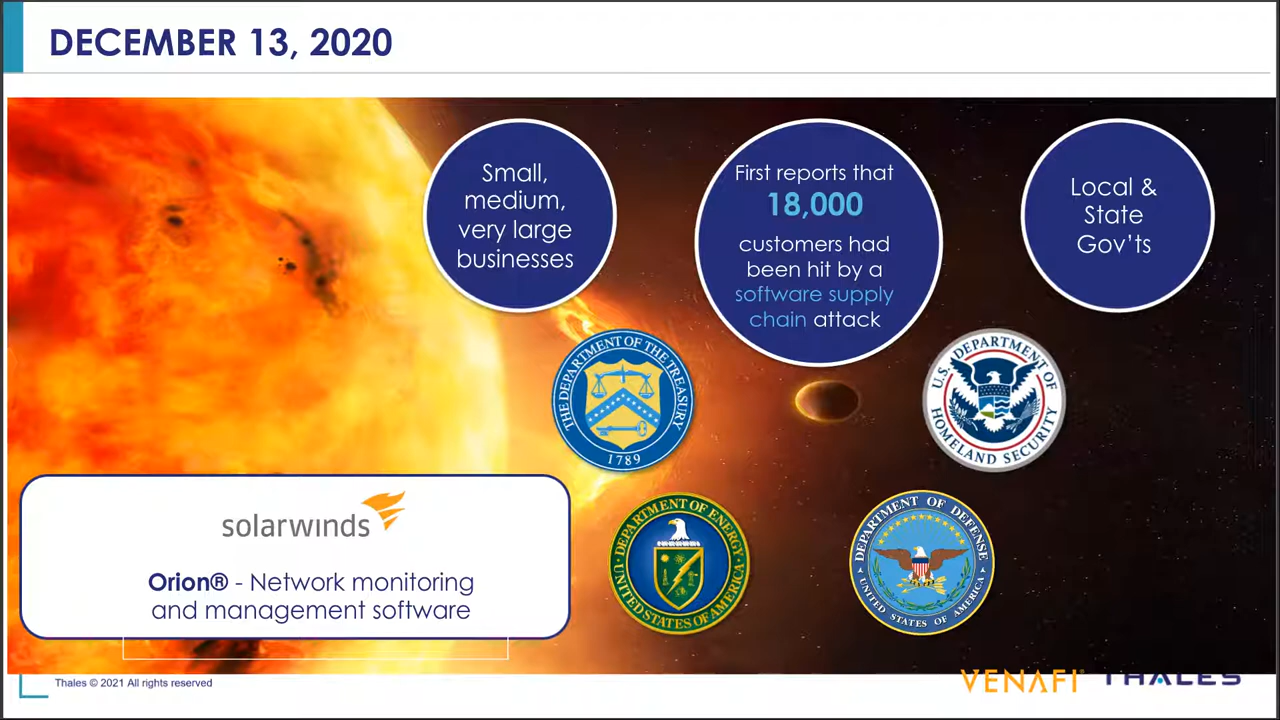 DECEMBER 13, 2020
Small,
medium,
very large
businesses
First reports that
18,000
customers had
been hit by a
software supply
chain attack
Local &
State
Gov'ts
THE DEPARTMENT OF THE TREASURY
1789
U.S. DEPARTMENT OF
HOMELAND SECURITY
solarwinds
Orion® - Network monitoring
and management software
DEPARTMENT OF ENERGY
UNITED STATES OF AMERICA
DEPARTMENT OF DEFENSE
UNITED STATES OF AMERICA
Thales © 2021 All rights reserved
VENAFI® THALES